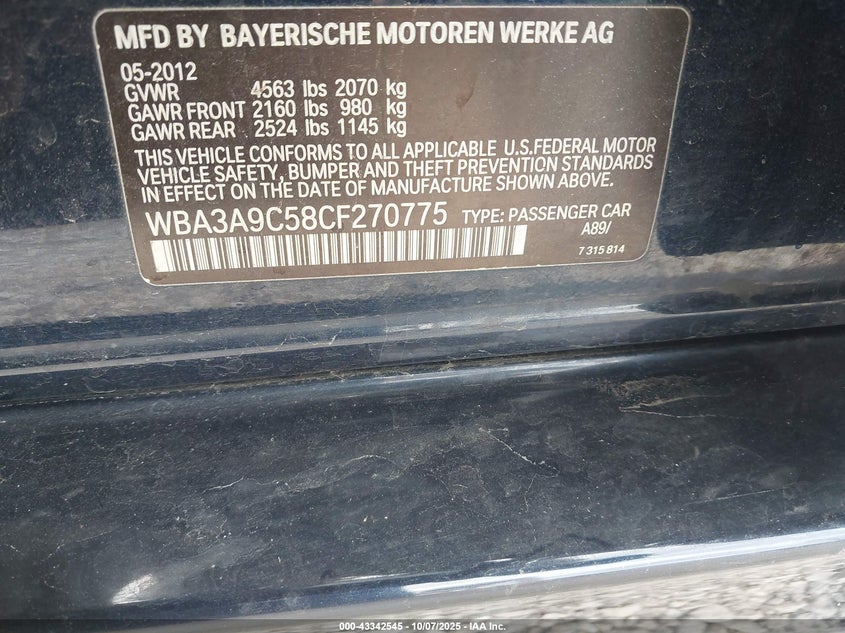 MFD BY BAYERISCHE MOTOREN WERKE AG
05-2012
GVWR 4563 lbs 2070 kg
GAWR FRONT 2160 lbs 980 kg
GAWR REAR 2524 lbs 1145 kg
THIS VEHICLE CONFORMS TO ALL APPLICABLE U.S.FEDERAL MOTOR
VEHICLE SAFETY, BUMPER AND THEFT PREVENTION STANDARDS
IN EFFECT ON THE DATE OF MANUFACTURE SHOWN ABOVE.
WBA3A9C58CF270775 TYPE: PASSENGER CAR
A89/
7 315 814
000-43342545 - 10/07/2025 - IAA Inc.